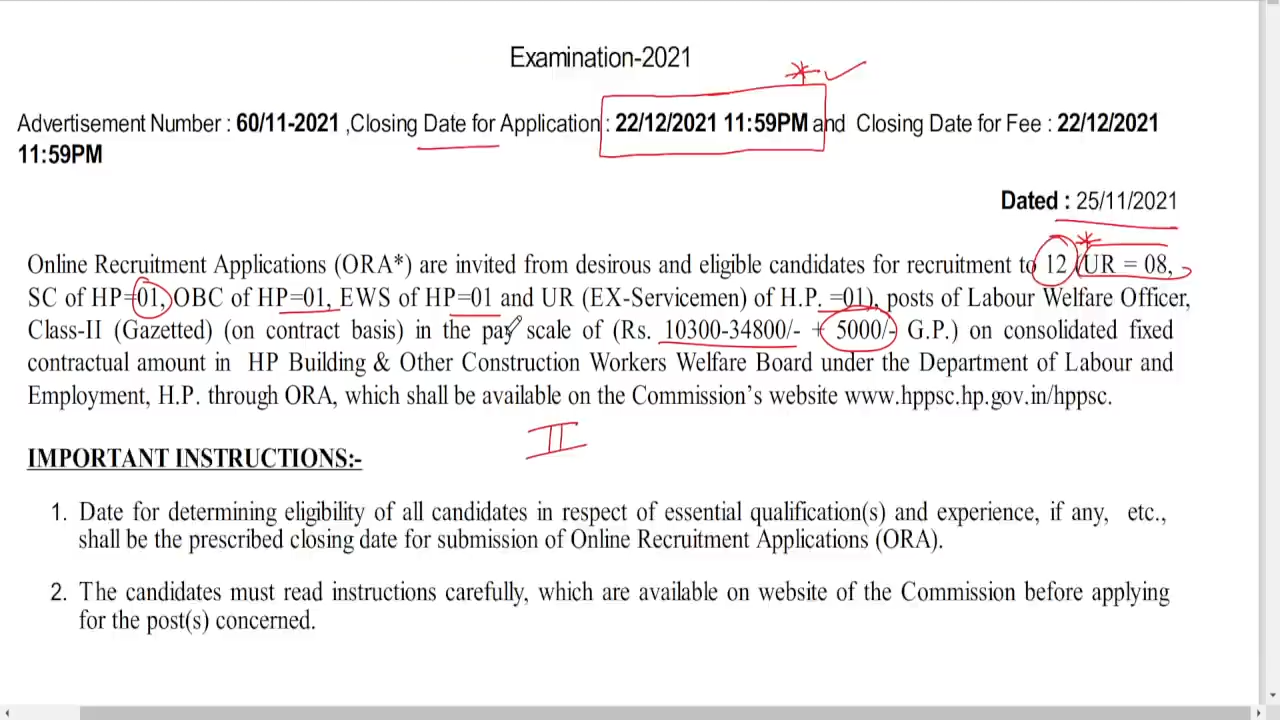 Examination-2021
Advertisement Number : 60/11-2021 ,Closing Date for Application : 22/12/2021 11:59PM and Closing Date for Fee : 22/12/2021
11:59PM
Dated : 25/11/2021
Online Recruitment Applications (ORA*) are invited from desirous and eligible candidates for recruitment to 12 (UR = 08,
SC of HP=01, OBC of HP=01, EWS of HP=01 and UR (EX-Servicemen) of H.P. =01), posts of Labour Welfare Officer,
Class-II (Gazetted) (on contract basis) in the pay scale of (Rs. 10300-34800/- + 5000/- G.P.) on consolidated fixed
contractual amount in HP Building & Other Construction Workers Welfare Board under the Department of Labour and
Employment, H.P. through ORA, which shall be available on the Commission's website www.hppsc.hp.gov.in/hppsc.
II
IMPORTANT INSTRUCTIONS:-
1. Date for determining eligibility of all candidates in respect of essential qualification(s) and experience, if any, etc.,
shall be the prescribed closing date for submission of Online Recruitment Applications (ORA).
2. The candidates must read instructions carefully, which are available on website of the Commission before applying
for the post(s) concerned.